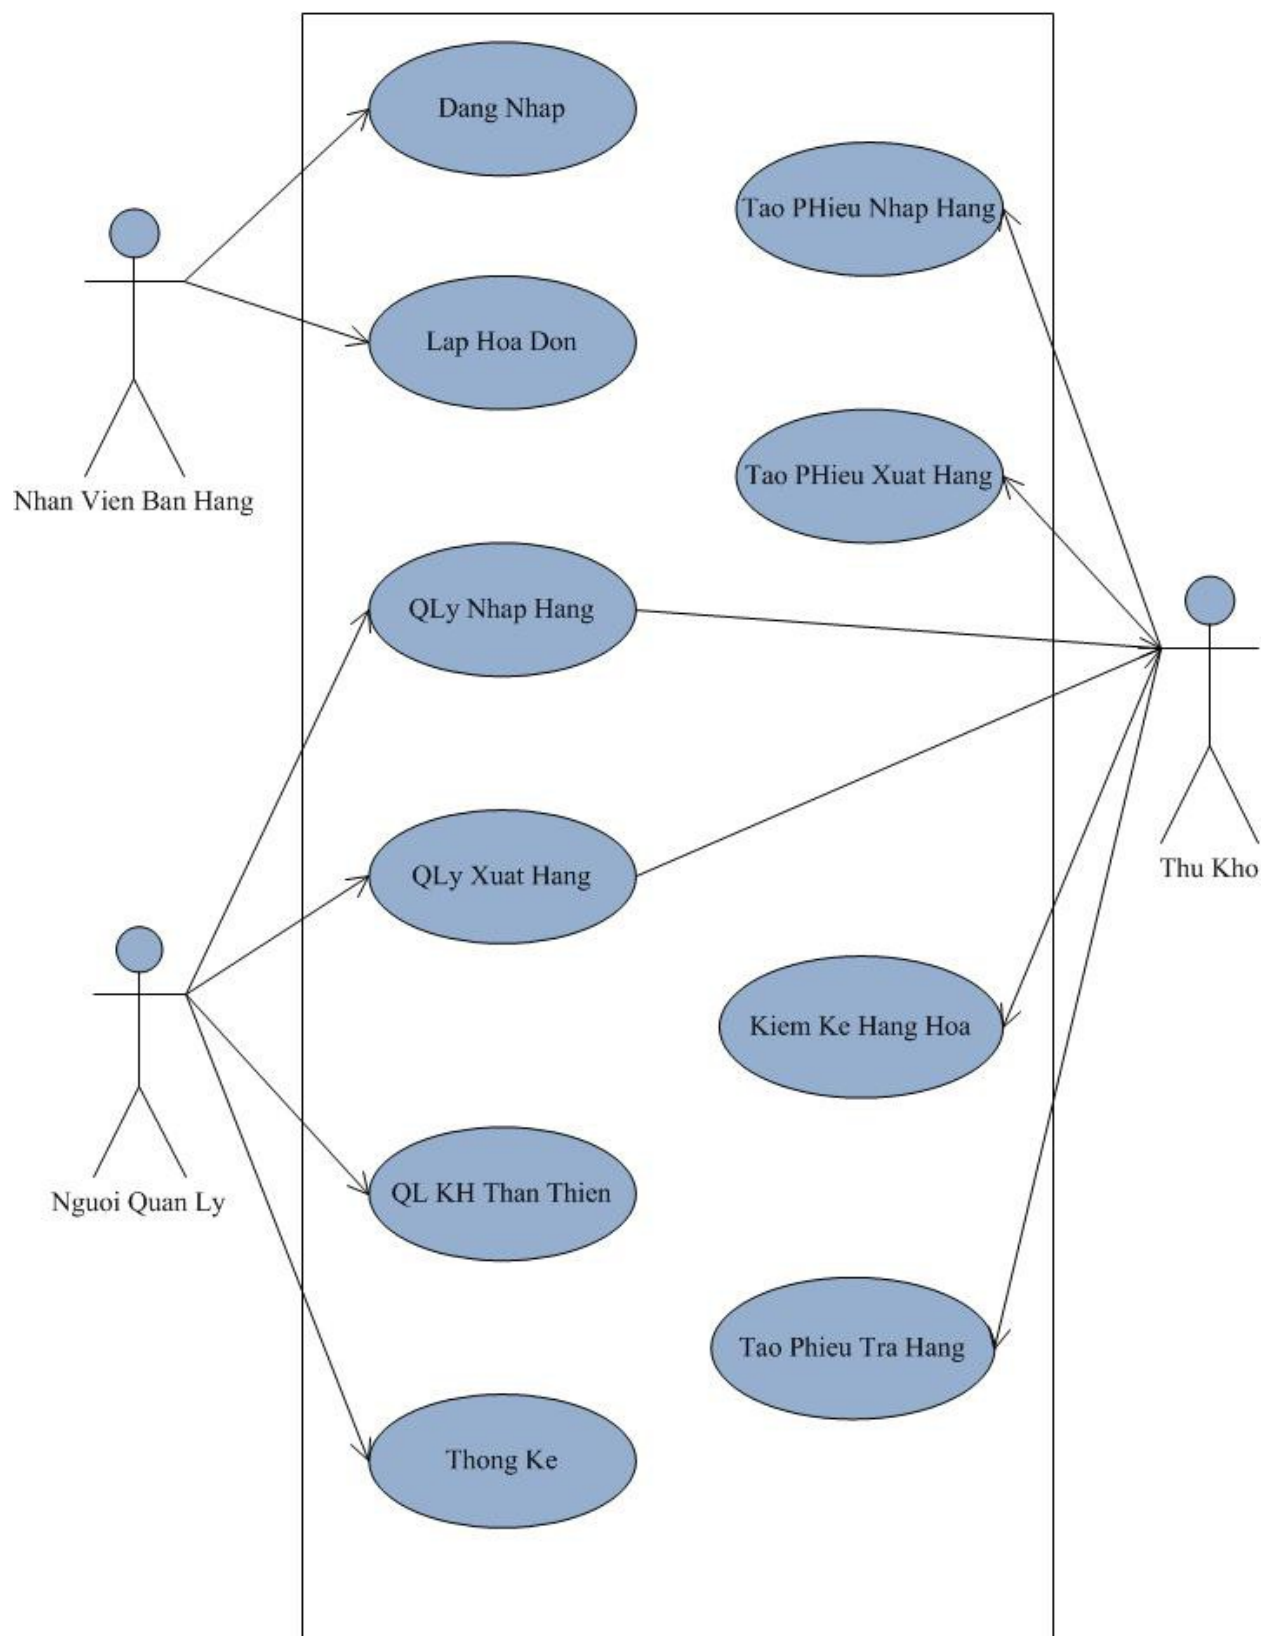 Dang Nhap
Tao PHieu Nhap Hang
Lap Hoa Don
Tao PHieu Xuat Hang
Nhan Vien Ban Hang
QLy Nhap Hang
Thu Kho
QLy Xuat Hang
Kiem Ke Hang Hoa
QL KH Than Thien
Nguoi Quan Ly
Tao Phieu Tra Hang
Thong Ke